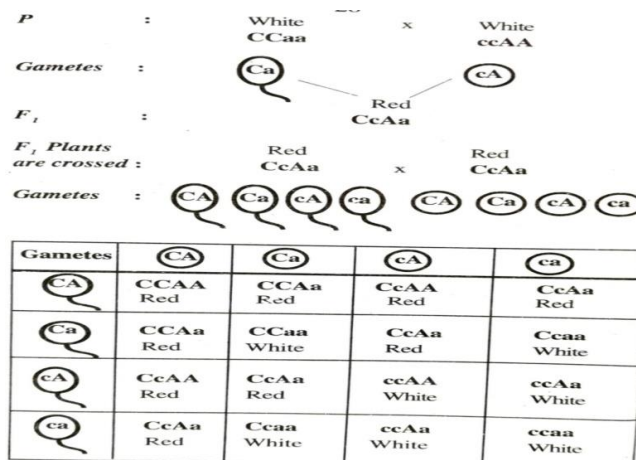 P : White x White
CCaa ccAA
Gametes : Ca cA
Red
F1 : CcAa
F1 Plants Red Red
are crossed : CcAa x CcAa
Gametes : CA Ca cA ca CA Ca cA ca
Gametes CA Ca cA ca
CA CCAA CCAa CcAA CcAa
Red Red Red Red
Ca CCAa CCaa CcAa Ccaa
Red White Red White
cA CcAA CcAa ccAA ccAa
Red Red White White
ca CcAa Ccaa ccAa ccaa
Red White White White